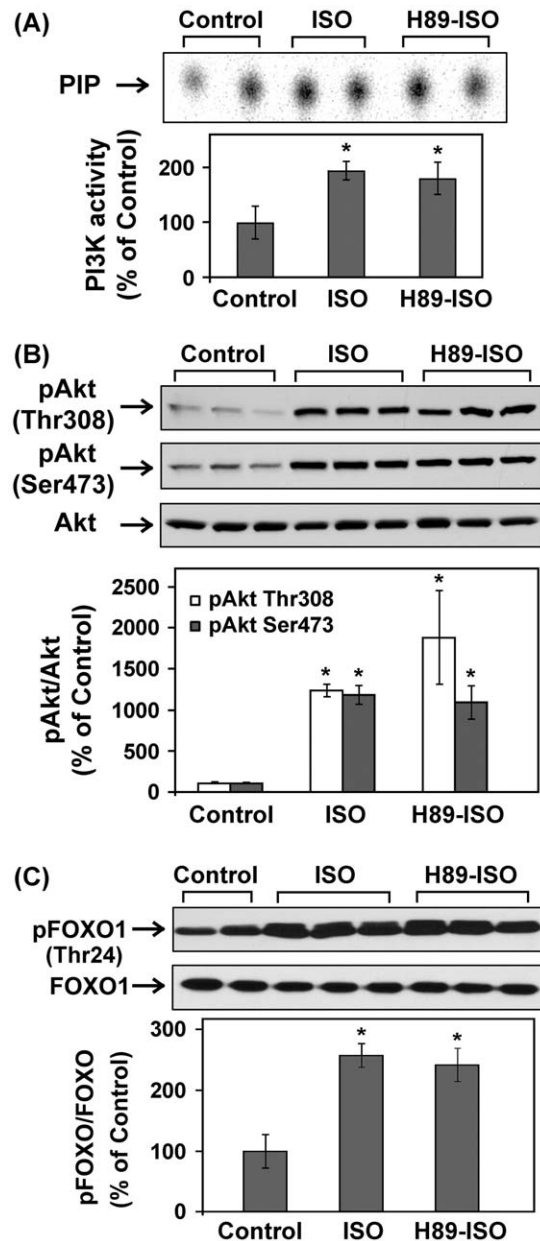 (A)
Control ISO H89-ISO
PIP
PI3K activity
(% of Control)
200
100
0
* *
Control ISO H89-ISO
(B)
Control ISO H89-ISO
pAkt
(Thr308)
pAkt
(Ser473)
Akt
pAkt/Akt
(% of Control)
2500
2000
1500
1000
500
0
pAkt Thr308
pAkt Ser473
* * * *
Control ISO H89-ISO
(C)
Control ISO H89-ISO
pFOXO1
(Thr24)
FOXO1
pFOXO/FOXO
(% of Control)
300
200
100
0
* *
Control ISO H89-ISO